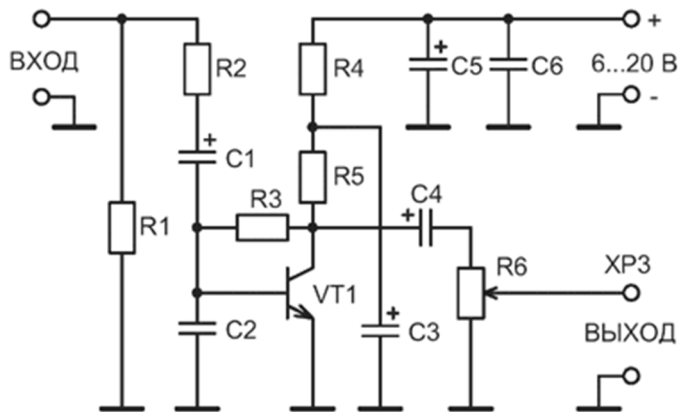 ВХОД
R2
R4
C5
C6
+
6...20 В
-
+
+
C1
R5
R1
R3
+
C4
R6
XP3
VT1
+
C2
C3
ВЫХОД